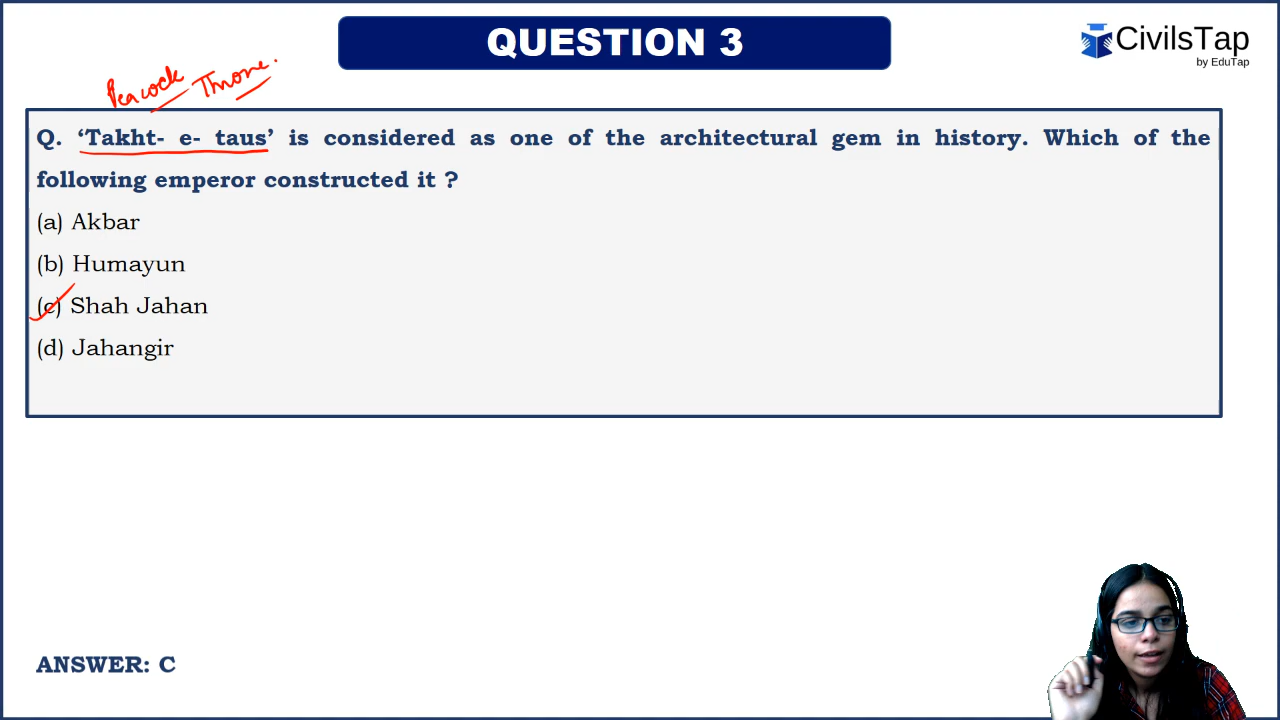 QUESTION 3
CivilsTap
by EduTap
Peacock Throne.
Q. ‘Takht- e- taus’ is considered as one of the architectural gem in history. Which of the
following emperor constructed it ?
(a) Akbar
(b) Humayun
(c) Shah Jahan
(d) Jahangir
ANSWER: C